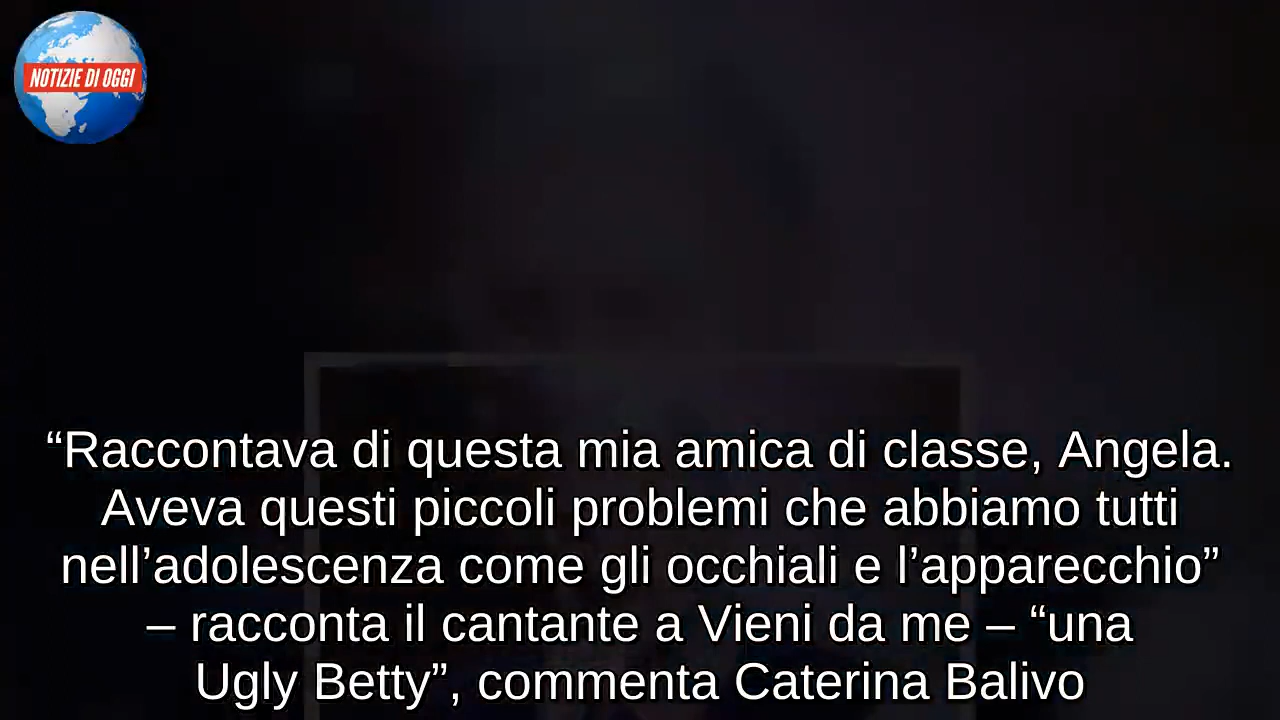 NOTIZIE DI OGGI
“Raccontava di questa mia amica di classe, Angela.
Aveva questi piccoli problemi che abbiamo tutti
nell’adolescenza come gli occhiali e l’apparecchio”
– racconta il cantante a Vieni da me – “una
Ugly Betty”, commenta Caterina Balivo